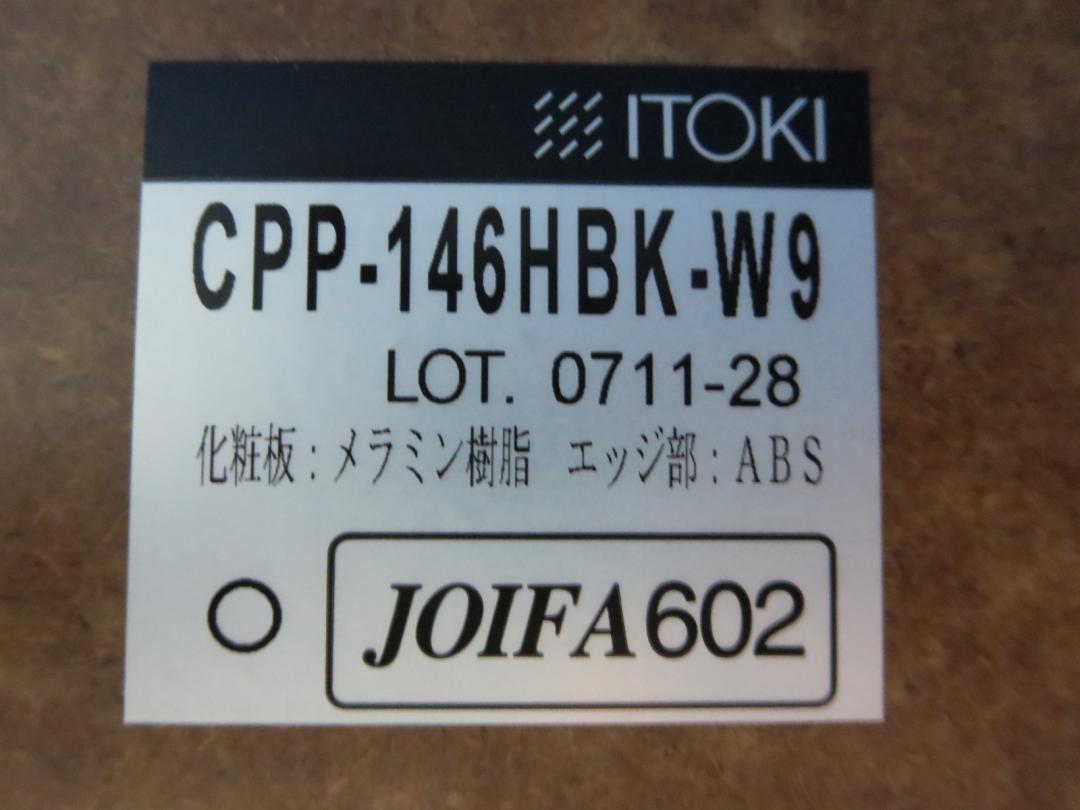 ITOKI
CPP-146HBK-W9
LOT. 0711-28
化粧板：メラミン樹脂　エッジ部：ABS
○ JOIFA602